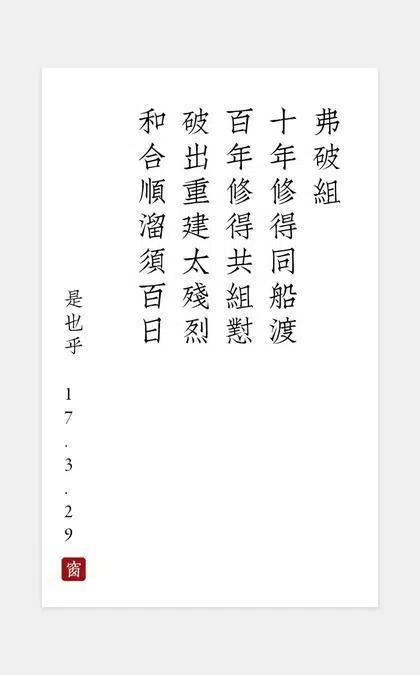 弗破組
十年修得同船渡
百年修得共組懟
破出重建太殘烈
和合順溜須百日
是也乎
17.3.29
窗